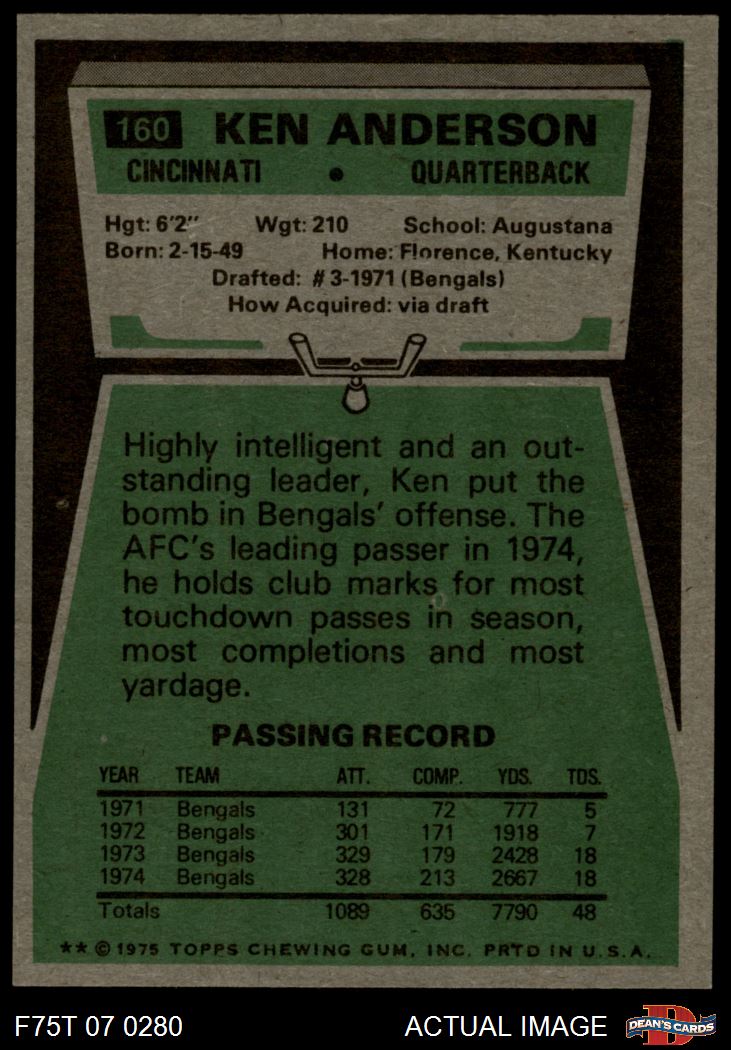 160 KEN ANDERSON
CINCINNATI • QUARTERBACK
Hgt: 6'2" Wgt: 210 School: Augustana
Born: 2-15-49 Home: Florence, Kentucky
Drafted: #3-1971 (Bengals)
How Acquired: via draft
Highly intelligent and an out-
standing leader, Ken put the
bomb in Bengals' offense. The
AFC's leading passer in 1974,
he holds club marks for most
touchdown passes in season,
most completions and most
yardage.
PASSING RECORD
YEAR TEAM ATT. COMP. YDS. TDS.
1971 Bengals 131 72 777 5
1972 Bengals 301 171 1918 7
1973 Bengals 329 179 2428 18
1974 Bengals 328 213 2667 18
Totals 1089 635 7790 48
** © 1975 TOPPS CHEWING GUM, INC. PRTD IN U.S.A.
F75T 07 0280 ACTUAL IMAGE D DEAN'S CARDS